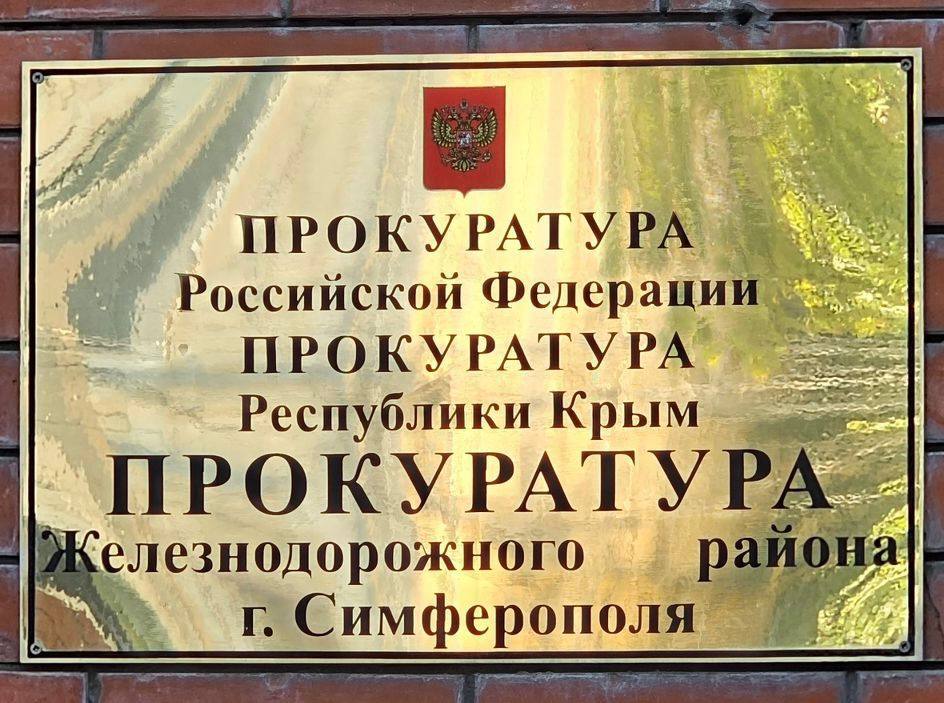 ПРОКУРАТУРА
Российской Федерации
ПРОКУРАТУРА
Республики Крым
ПРОКУРАТУРА
Железнодорожного района
г. Симферополя